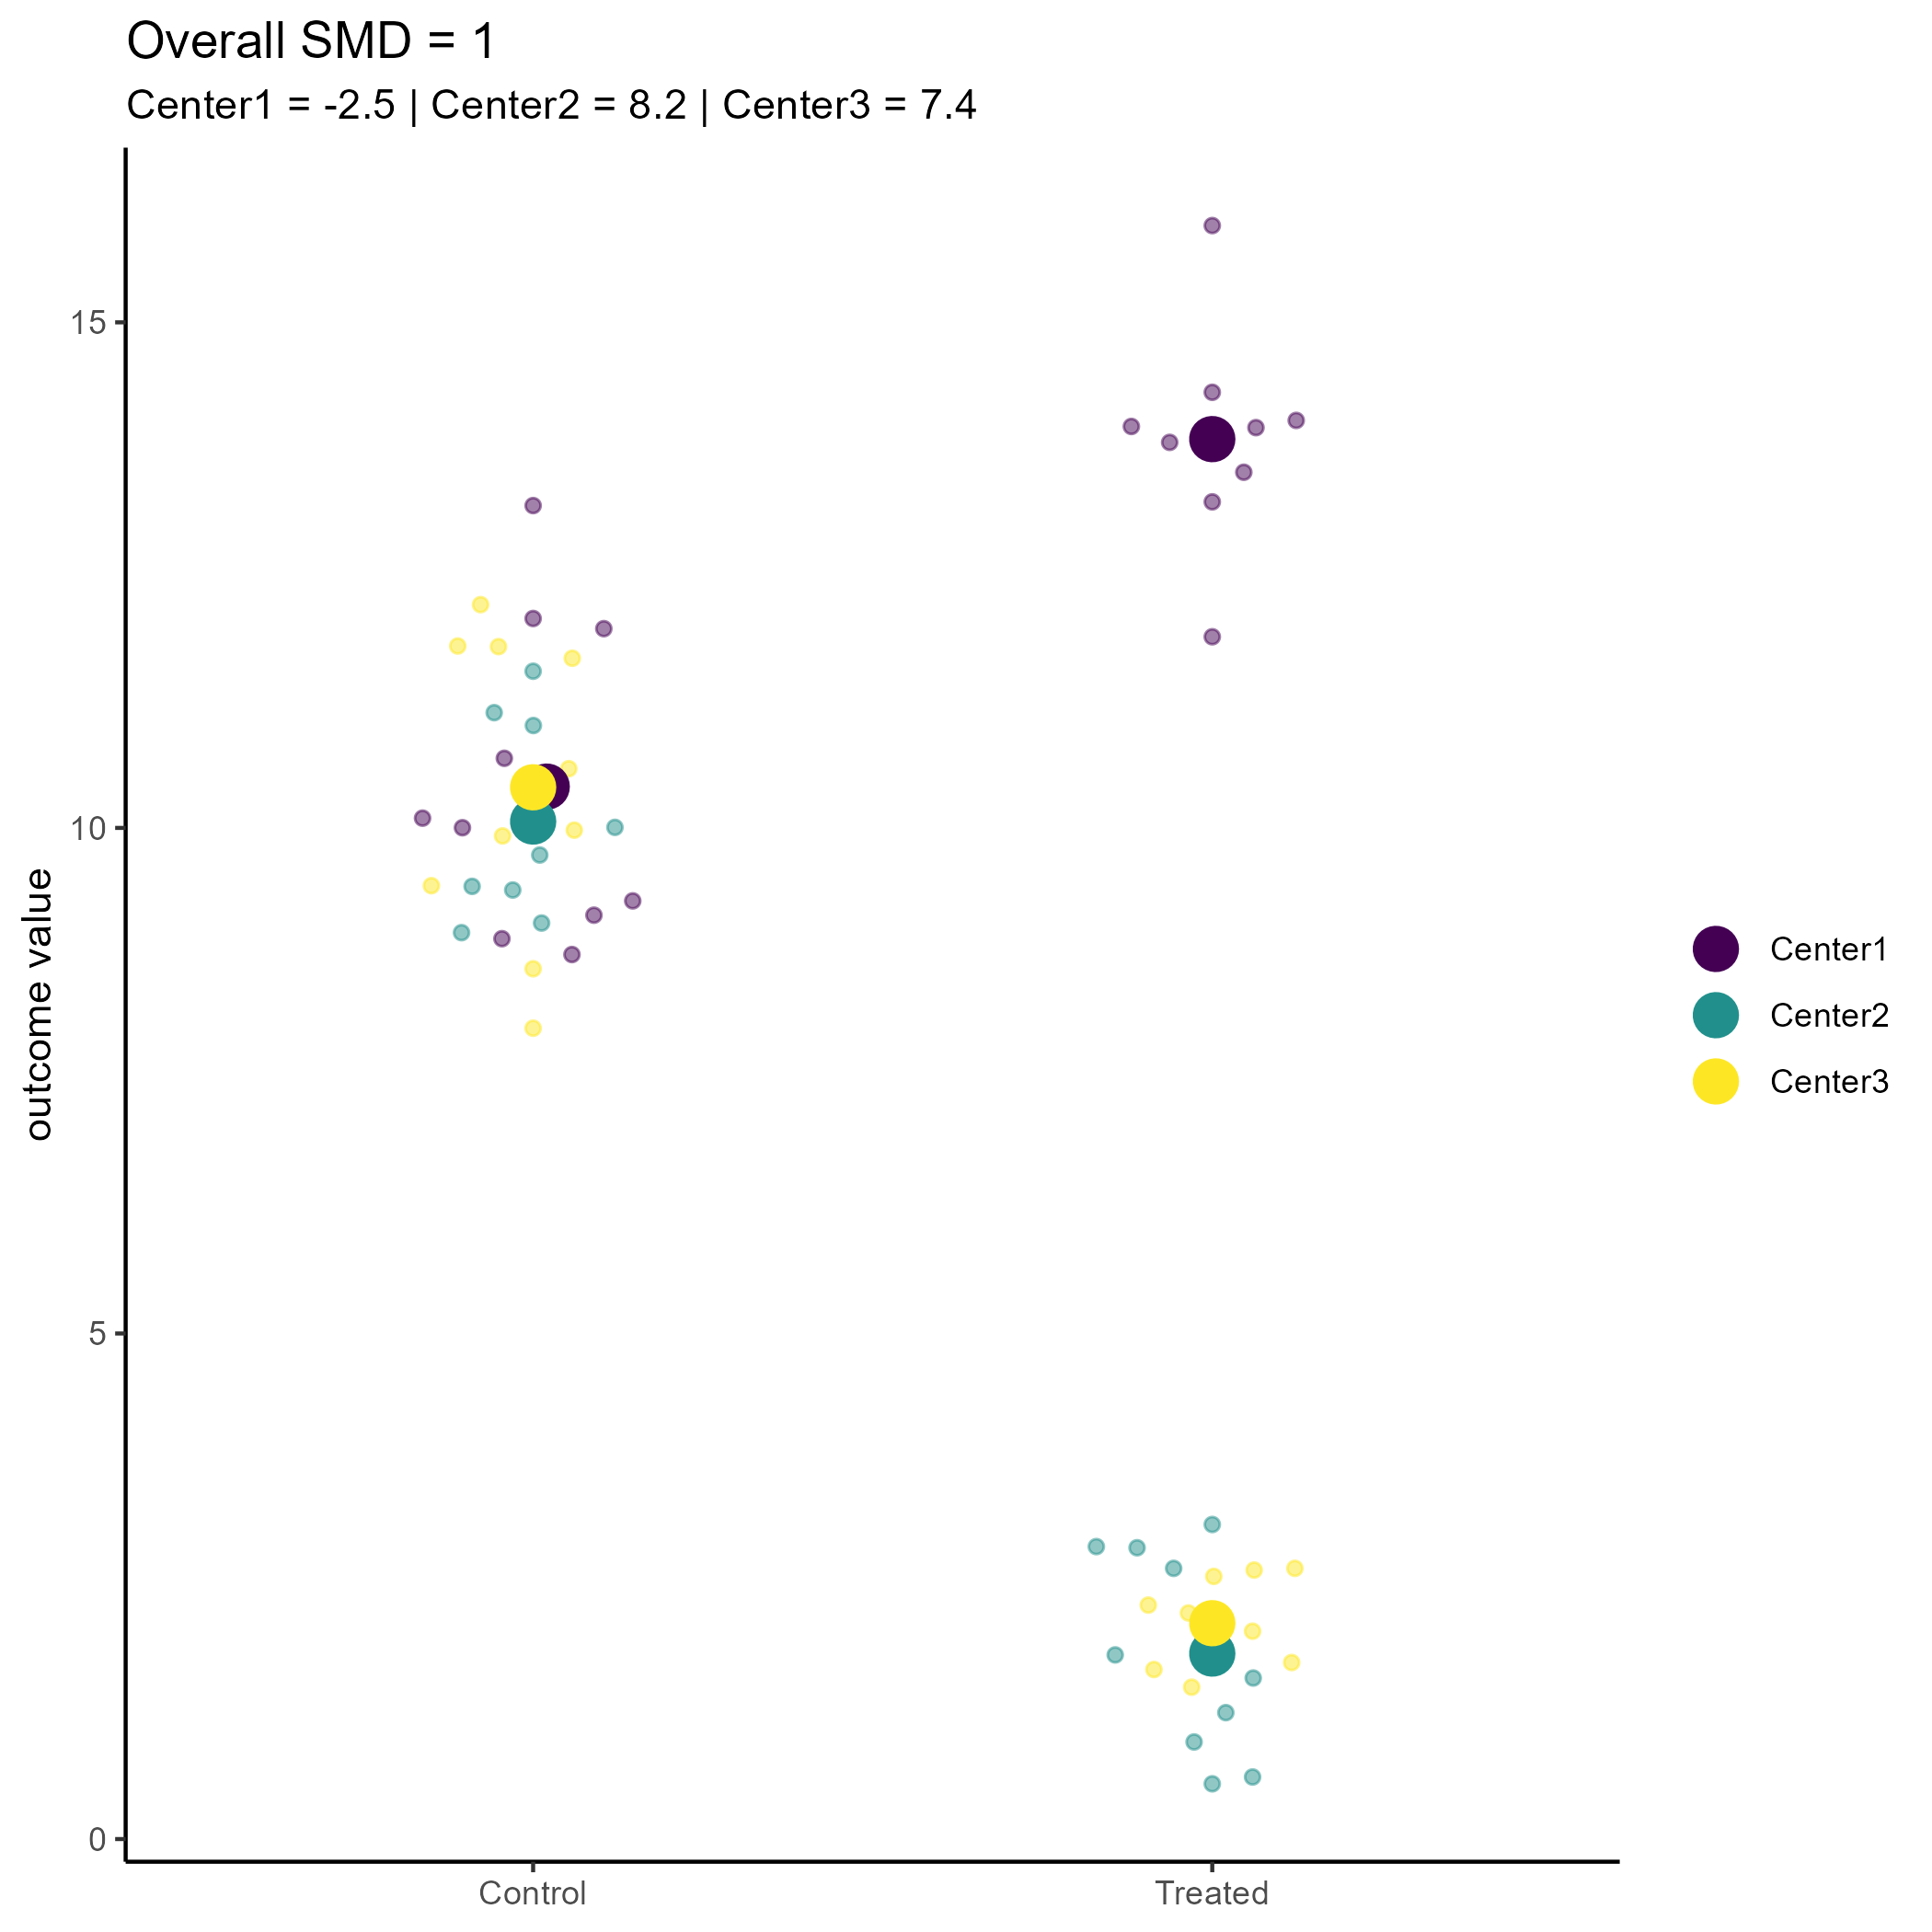 Overall SMD = 1
Center1 = -2.5 | Center2 = 8.2 | Center3 = 7.4
15
10
5
0
outcome value
Control
Treated
Center1
Center2
Center3